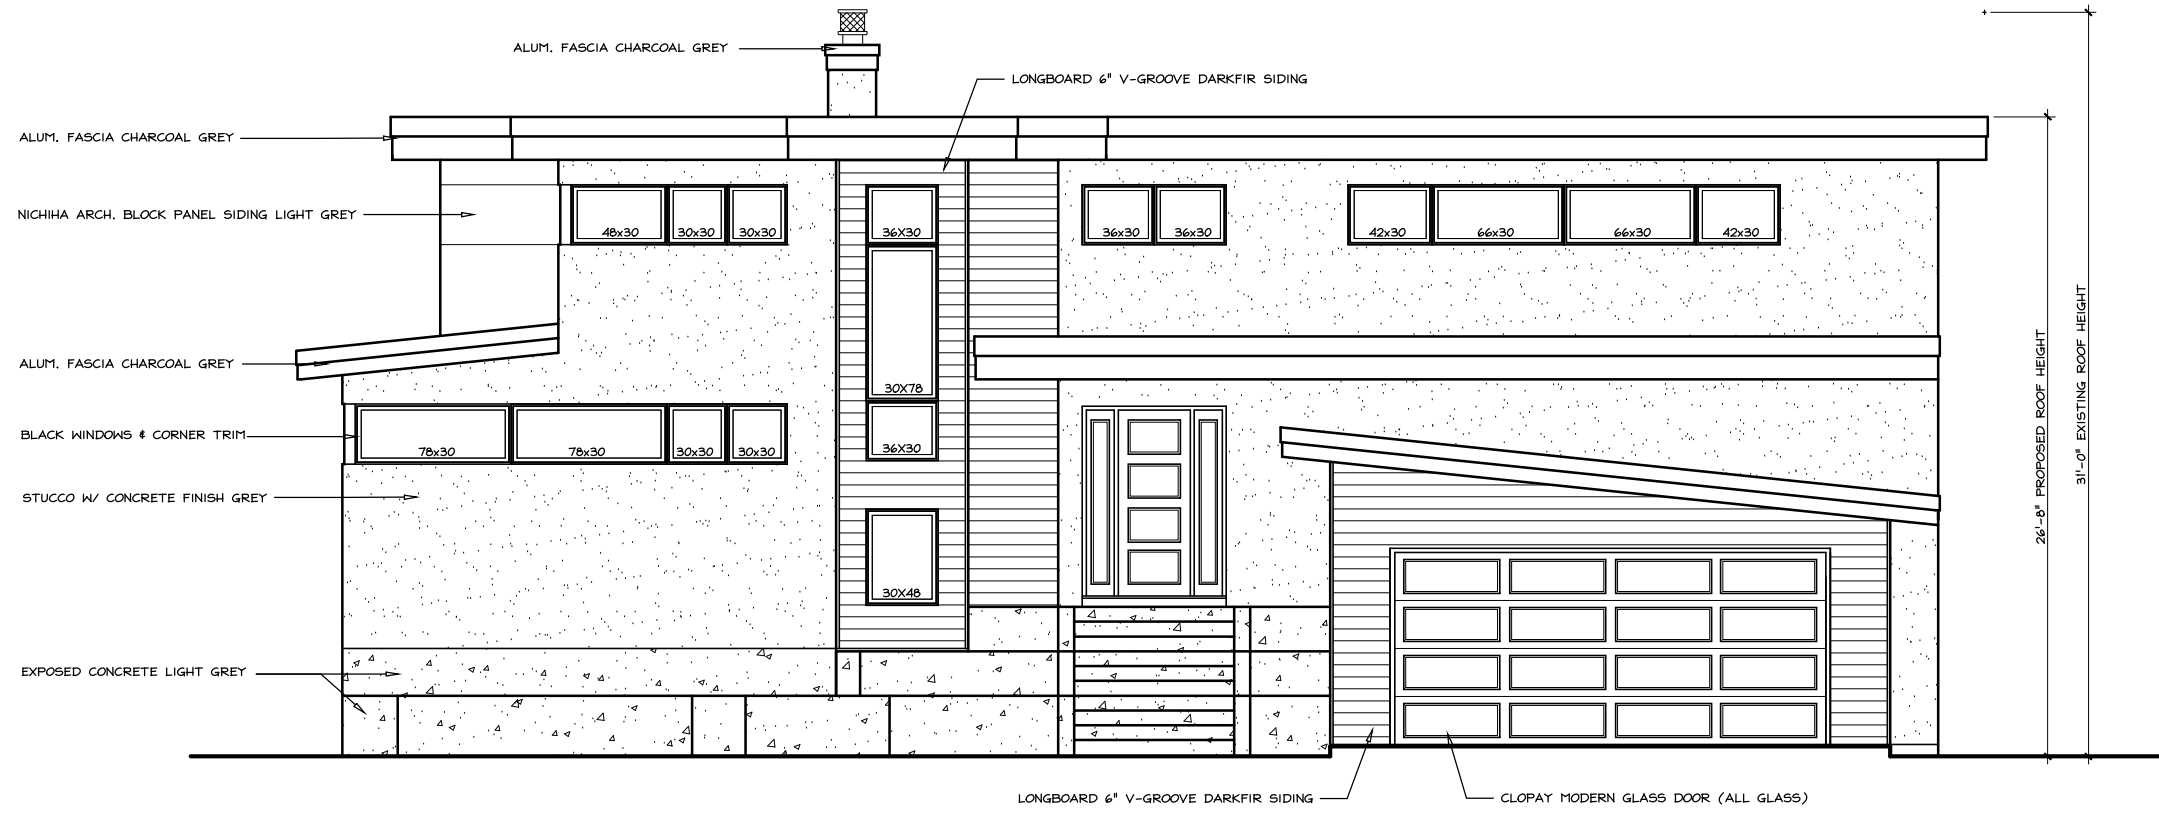 ALUM. FASCIA CHARCOAL GREY
LONGBOARD 6" V-GROOVE DARKFIR SIDING
ALUM. FASCIA CHARCOAL GREY
NICHIHA ARCH. BLOCK PANEL SIDING LIGHT GREY
48x30
30x30
30x30
36X30
36x30
36x30
42x30
66x30
66x30
42x30
ALUM. FASCIA CHARCOAL GREY
30X78
BLACK WINDOWS & CORNER TRIM
78x30
78x30
30x30
30x30
36X30
STUCCO W/ CONCRETE FINISH GREY
30X48
EXPOSED CONCRETE LIGHT GREY
26'-8" PROPOSED ROOF HEIGHT
31'-0" EXISTING ROOF HEIGHT
LONGBOARD 6" V-GROOVE DARKFIR SIDING
CLOPAY MODERN GLASS DOOR (ALL GLASS)